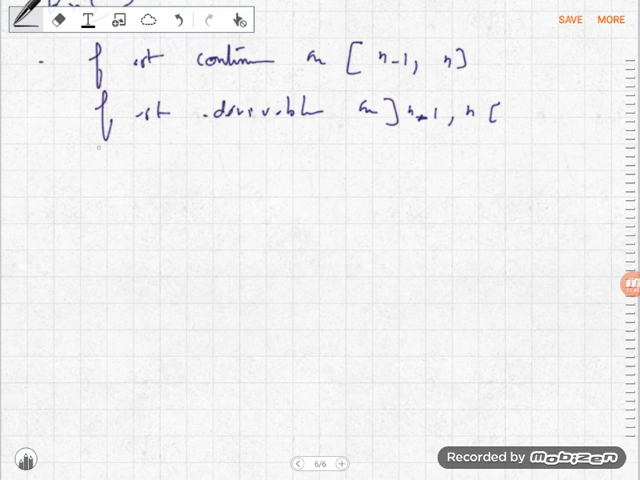 SAVE MORE
. f est continue sur [n-1, n]
f est dérivable sur ]n-1, n[
6/6
Recorded by MOBIZEN